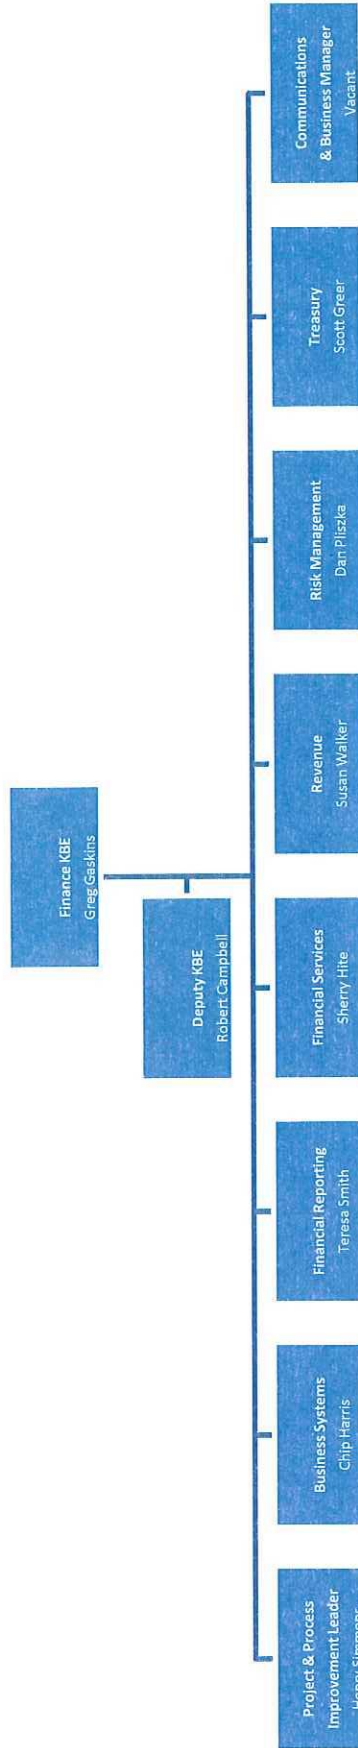 Finance KBE
Greg Gaskins
Deputy KBE
Robert Campbell
Project & Process
Improvement Leader
Business Systems
Chip Harris
Financial Reporting
Teresa Smith
Financial Services
Sherry Hite
Revenue
Susan Walker
Risk Management
Dan Pliszka
Treasury
Scott Greer
Communications
& Business Manager
Vacant